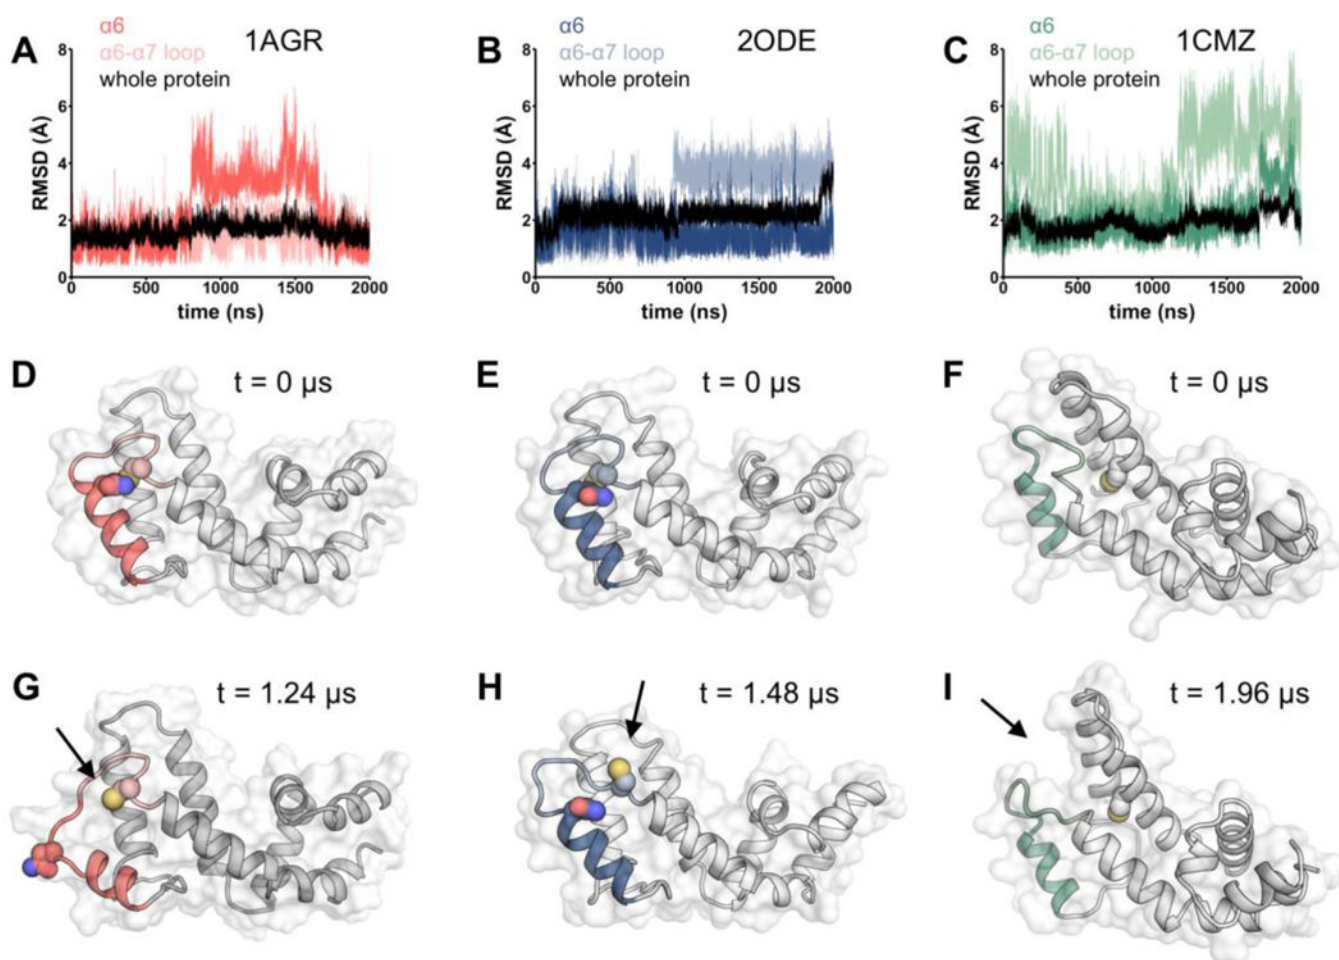 A
α6
α6-α7 loop
whole protein
1AGR
8
6
4
2
0
RMSD (Å)
0 500 1000 1500 2000
time (ns)
B
α6
α6-α7 loop
whole protein
2ODE
8
6
4
2
0
RMSD (Å)
0 500 1000 1500 2000
time (ns)
C
α6
α6-α7 loop
whole protein
1CMZ
8
6
4
2
0
RMSD (Å)
0 500 1000 1500 2000
time (ns)
D t = 0 μs
E t = 0 μs
F t = 0 μs
G t = 1.24 μs
H t = 1.48 μs
I t = 1.96 μs